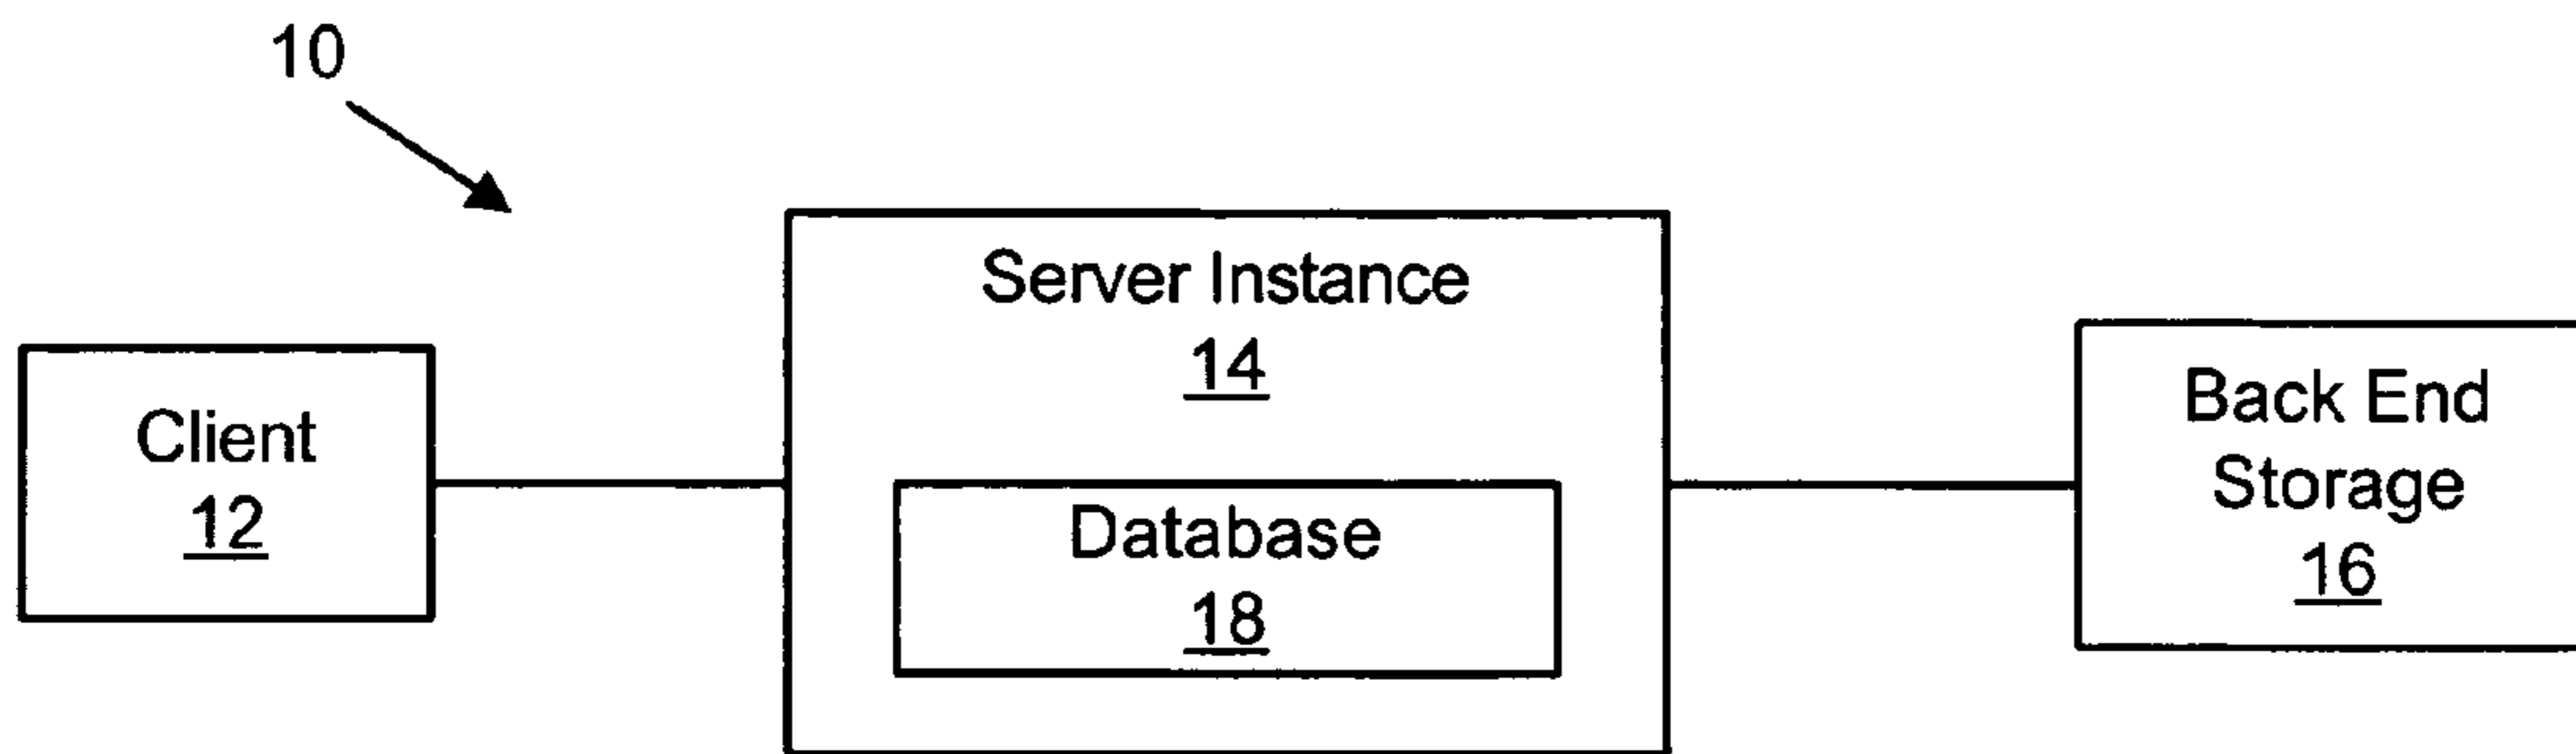 10
Server Instance
14
Client
12
Database
18
Back End
Storage
16